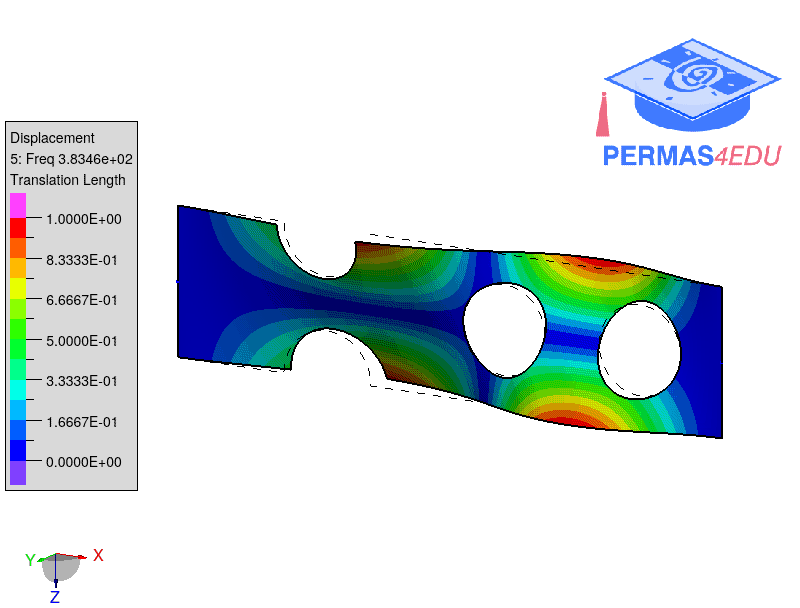 PERMAS4EDU
Displacement
5: Freq 3.8346e+02
Translation Length
1.0000E+00
8.3333E-01
6.6667E-01
5.0000E-01
3.3333E-01
1.6667E-01
0.0000E+00
Y
X
Z